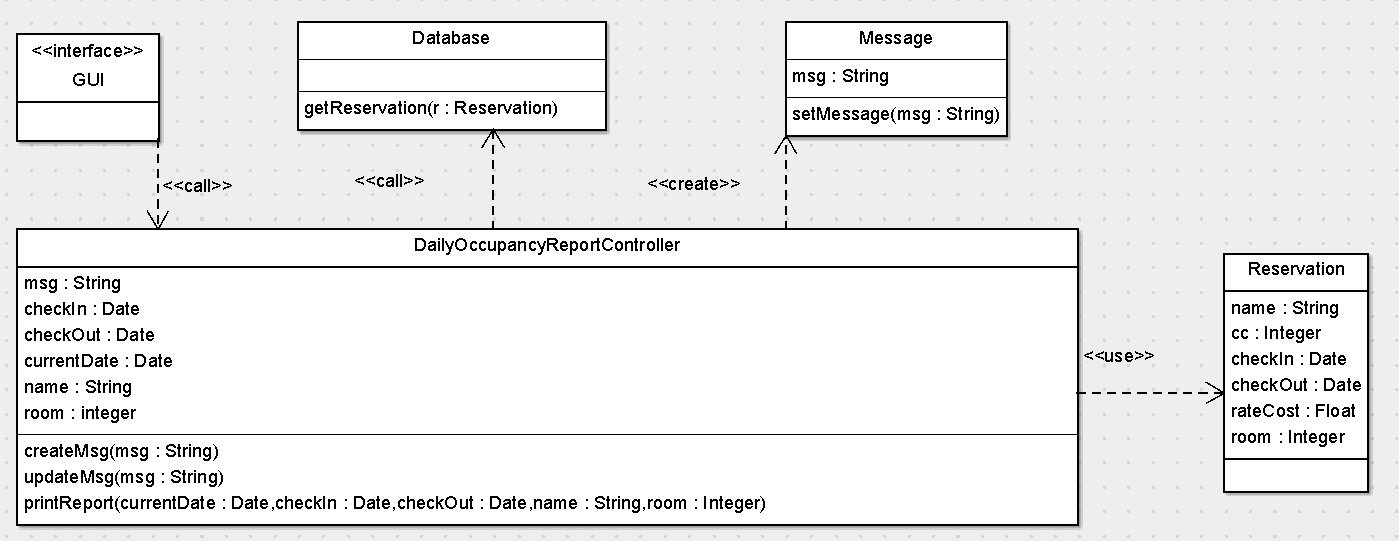 <<interface>>
GUI
Database
getReservation(r : Reservation)
Message
msg : String
setMessage(msg : String)
<<call>>
<<call>>
<<create>>
DailyOccupancyReportController
msg : String
checkIn : Date
checkOut : Date
currentDate : Date
name : String
room : integer
createMsg(msg : String)
updateMsg(msg : String)
printReport(currentDate : Date,checkIn : Date,checkOut : Date,name : String,room : Integer)
<<use>>
Reservation
name : String
cc : Integer
checkIn : Date
checkOut : Date
rateCost : Float
room : Integer